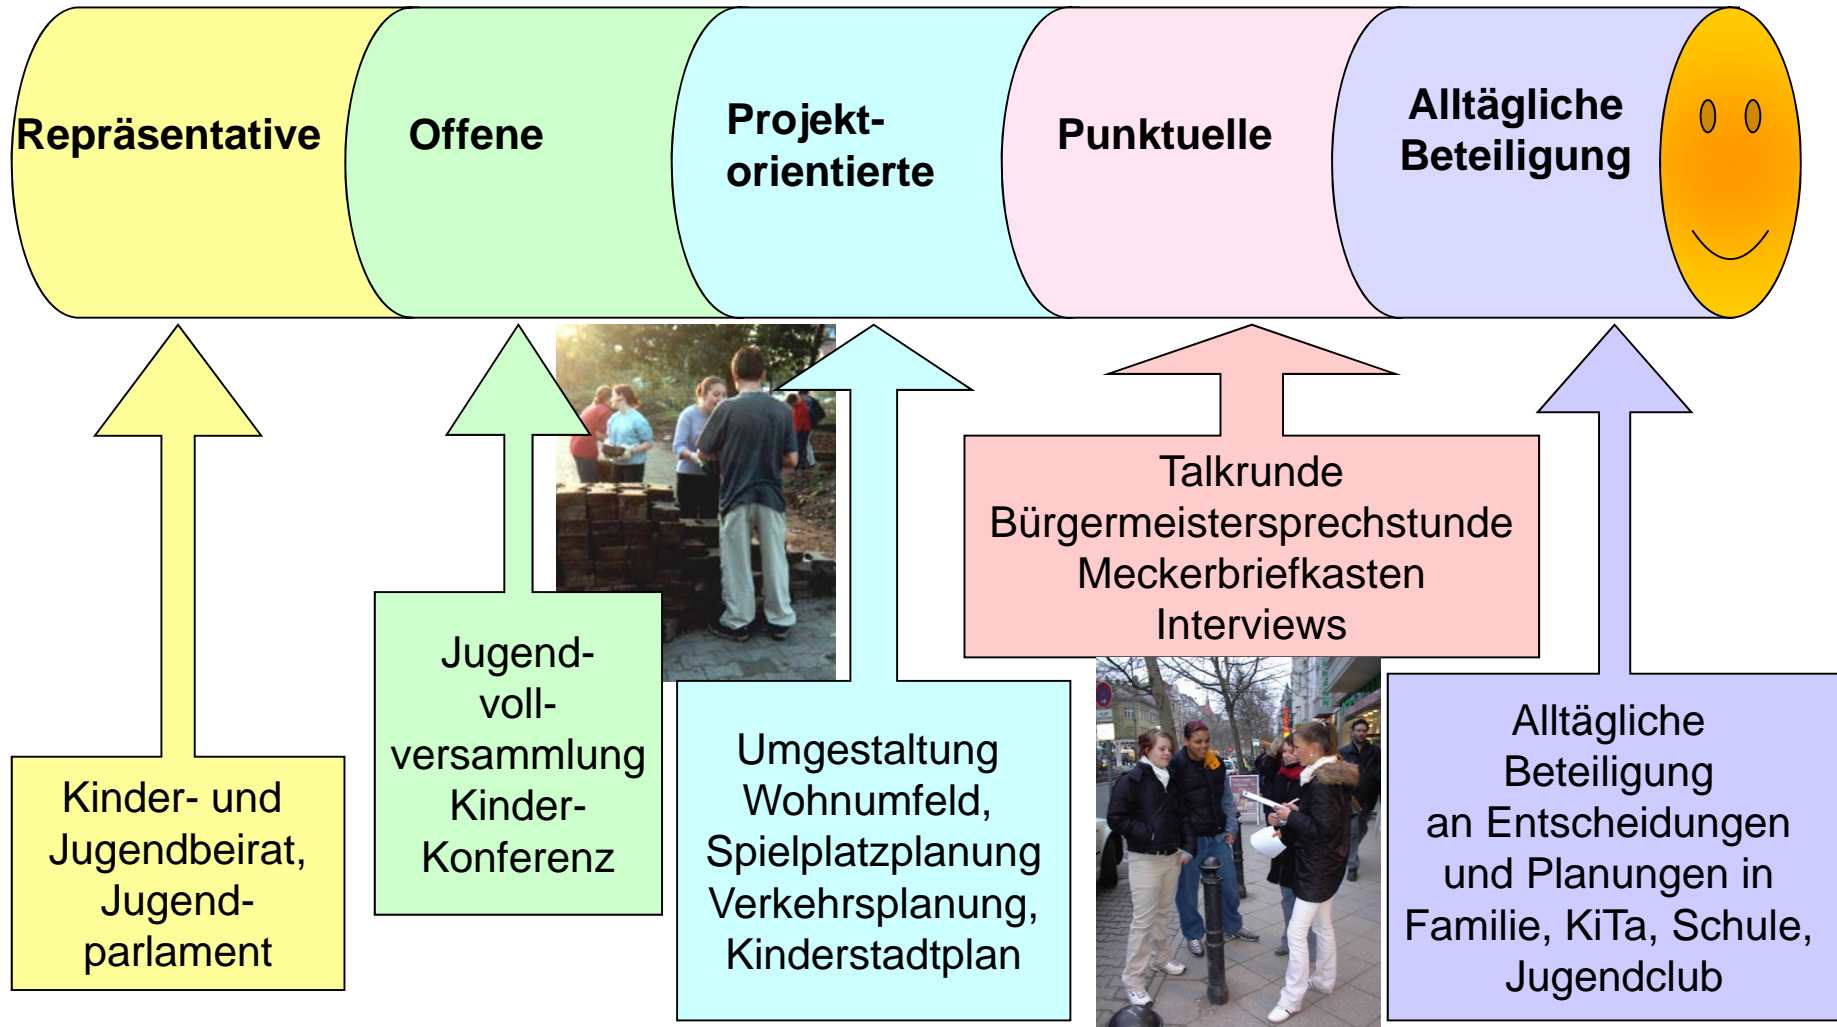 Repräsentative
Offene
Projekt-
orientierte
Punktuelle
Alltägliche
Beteiligung
Kinder- und
Jugendbeirat,
Jugend-
parlament
Jugend-
voll-
versammlung
Kinder-
Konferenz
Umgestaltung
Wohnumfeld,
Spielplatzplanung
Verkehrsplanung,
Kinderstadtplan
Talkrunde
Bürgermeistersprechstunde
Meckerbriefkasten
Interviews
Alltägliche
Beteiligung
an Entscheidungen
und Planungen in
Familie, KiTa, Schule,
Jugendclub